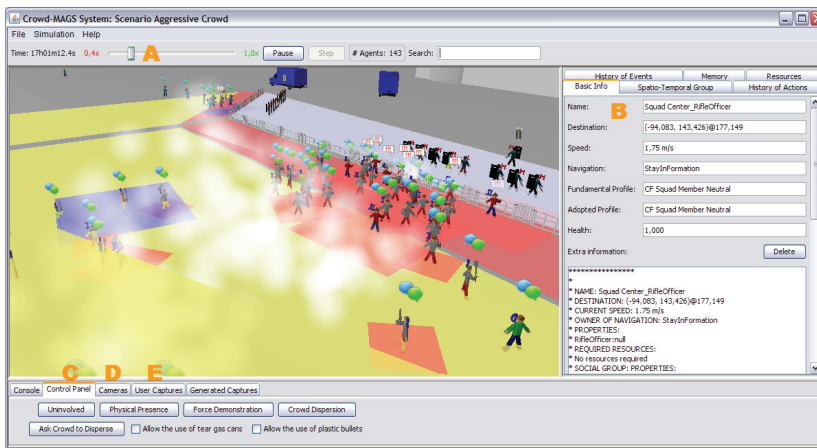 Crowd-MAGS System: Scenario Aggressive Crowd
File Simulation Help
Time: 17h01m12.4s 0,4x A 1,0x Pause Step # Agents: 143 Search:
History of Events Memory Resources
Basic Info Spatio-Temporal Group History of Actions
Name: B Squad Center_RifleOfficer
Destination: (-94,083, 143,426)@177,149
Speed: 1,75 m/s
Navigation: StayInFormation
Fundamental Profile: CF Squad Member Neutral
Adopted Profile: CF Squad Member Neutral
Health: 1,000
Extra information: Delete
****************
*
* NAME: Squad Center_RifleOfficer
* DESTINATION: (-94,083, 143,426)@177,149
* CURRENT SPEED: 1.75 m/s
* OWNER OF NAVIGATION: StayInFormation
* PROPERTIES:
* RifleOfficer:null
* REQUIRED RESOURCES:
* No resources required
* SOCIAL GROUP: PROPERTIES:
C D E
Console Control Panel Cameras User Captures Generated Captures
Uninvolved Physical Presence Force Demonstration Crowd Dispersion
Ask Crowd to Disperse Allow the use of tear gas cans Allow the use of plastic bullets